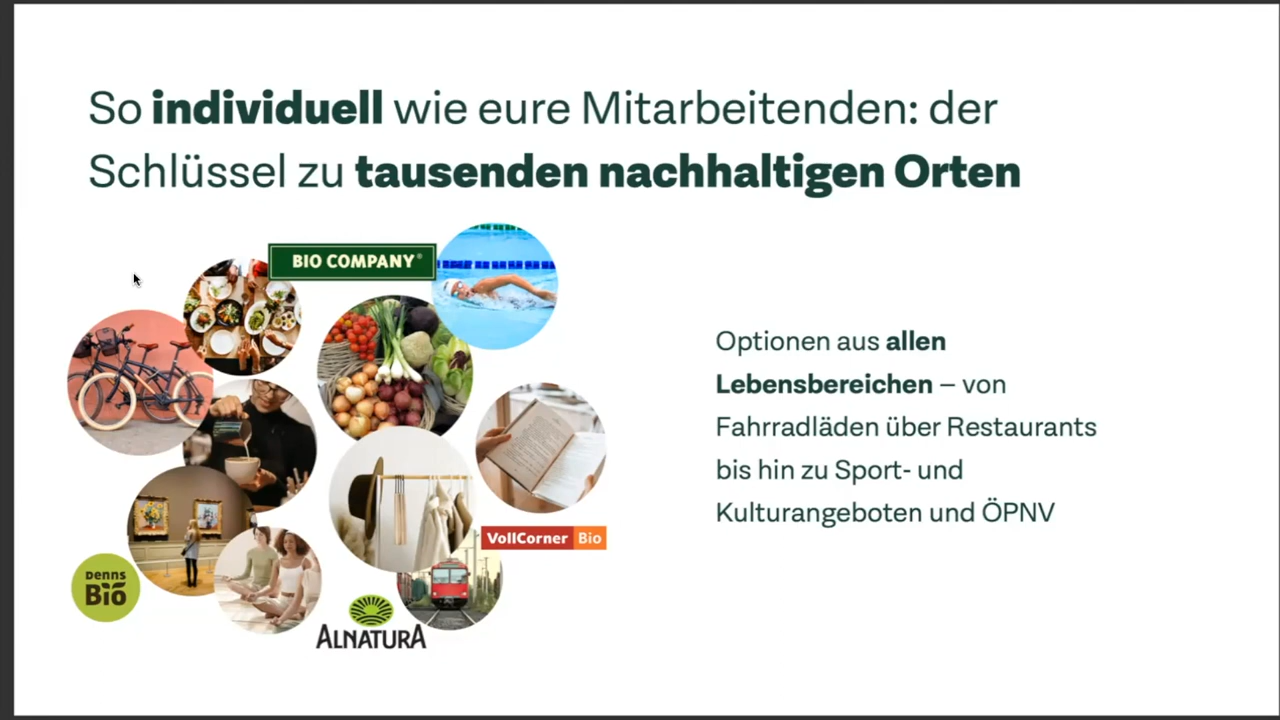 So individuell wie eure Mitarbeitenden: der
Schlüssel zu tausenden nachhaltigen Orten
BIO COMPANY®
Optionen aus allen
Lebensbereichen – von
Fahrradläden über Restaurants
bis hin zu Sport- und
Kulturangeboten und ÖPNV
VollCorner Bio
DENNS
BIO
ALNATURA